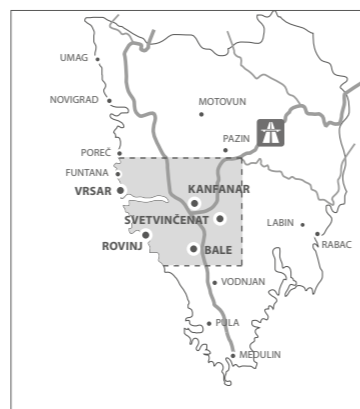 UMAG
NOVIGRAD
MOTOVUN
PAZIN
POREČ
FUNTANA
VRSAR
KANFANAR
SVETVINČENAT
LABIN
RABAC
ROVINJ
BALE
VODNJAN
PULA
MEDULIN